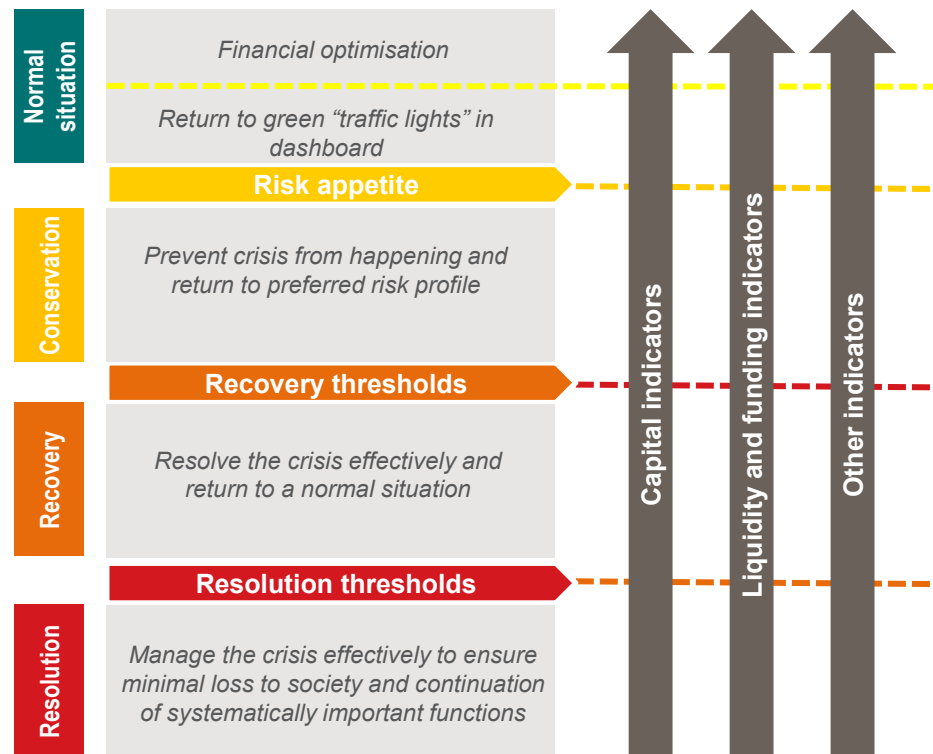 Normal
situation
Financial optimisation
Return to green “traffic lights” in
dashboard
Risk appetite
Conservation
Prevent crisis from happening and
return to preferred risk profile
Recovery thresholds
Recovery
Resolve the crisis effectively and
return to a normal situation
Resolution thresholds
Resolution
Manage the crisis effectively to ensure
minimal loss to society and continuation
of systematically important functions
Capital indicators
Liquidity and funding indicators
Other indicators